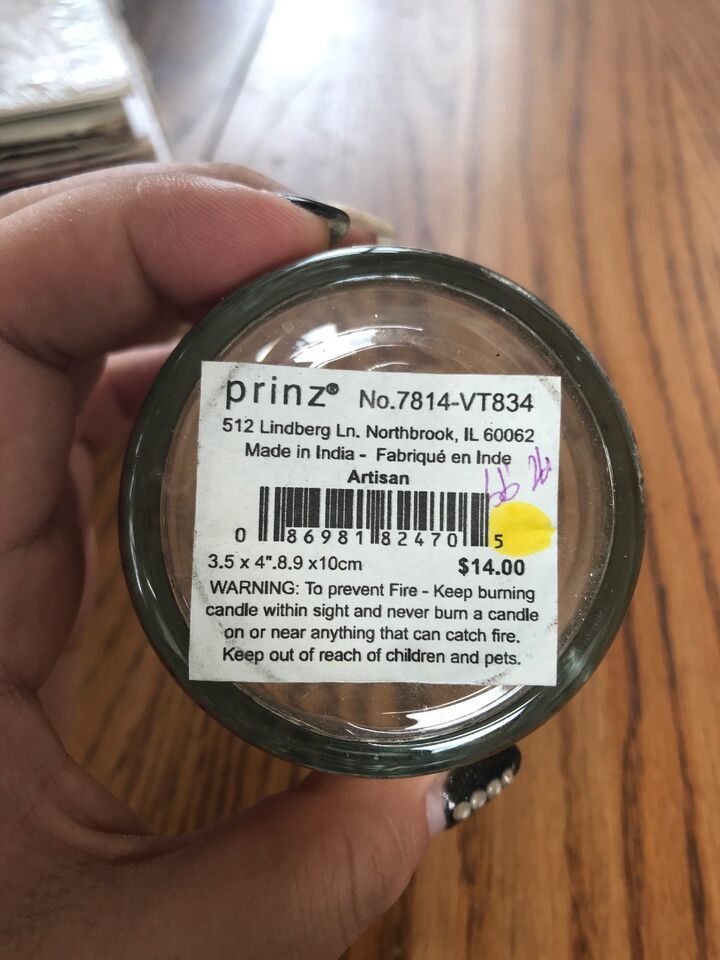 prinz® No.7814-VT834
512 Lindberg Ln. Northbrook, IL 60062
Made in India - Fabriqué en Inde
Artisan
0 86981 82470 5
3.5 x 4".8.9 x10cm $14.00
WARNING: To prevent Fire - Keep burning
candle within sight and never burn a candle
on or near anything that can catch fire.
Keep out of reach of children and pets.